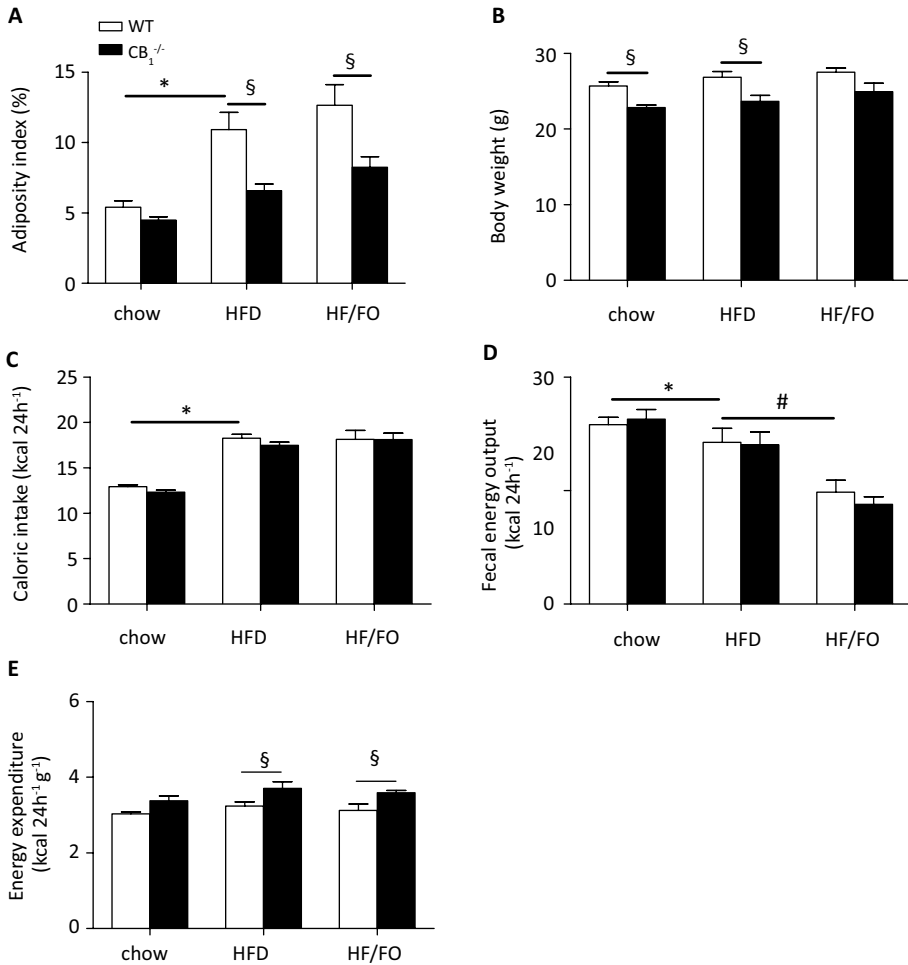 A
WT
CB₁⁻/⁻
Adiposity index (%)
15
10
5
0
*
§
§
chow HFD HF/FO
B
Body weight (g)
30
20
10
0
§
§
chow HFD HF/FO
C
Caloric intake (kcal 24h⁻¹)
25
20
15
10
5
0
*
chow HFD HF/FO
D
Fecal energy output
(kcal 24h⁻¹)
30
20
10
0
*
#
chow HFD HF/FO
E
Energy expenditure
(kcal 24h⁻¹ g⁻¹)
6
4
2
0
§
§
chow HFD HF/FO